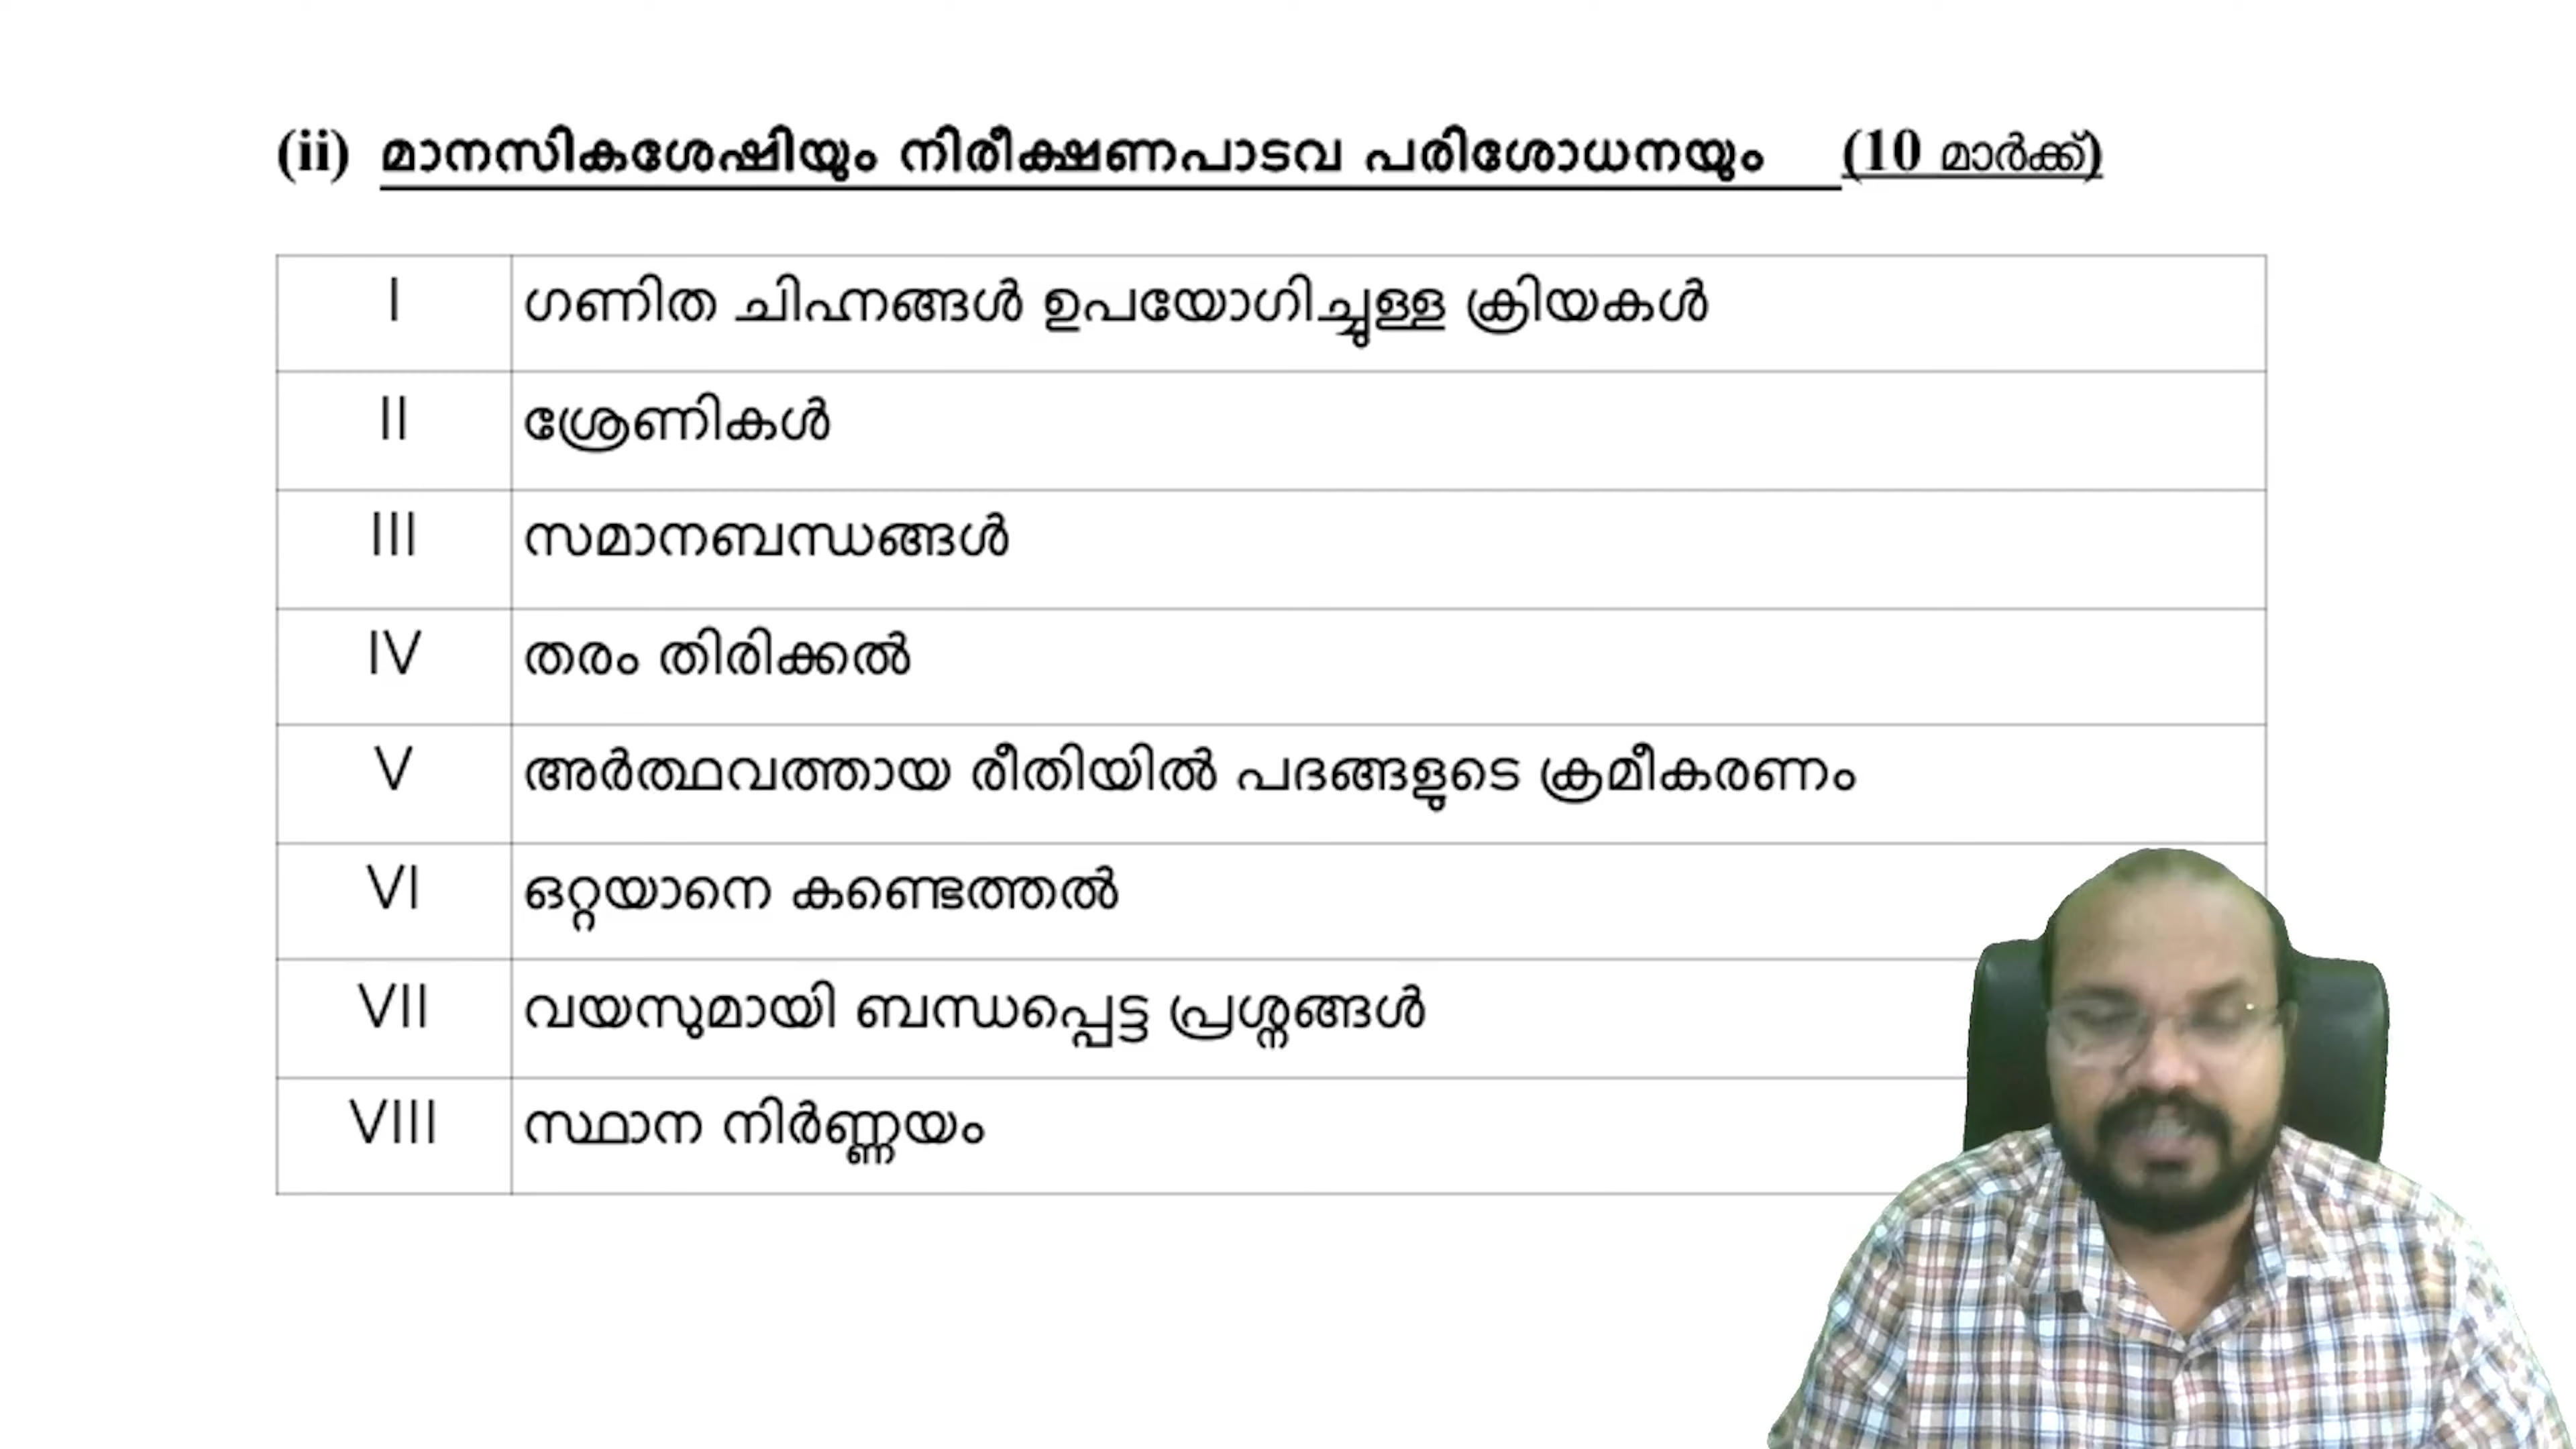 (ii) മാനസികശേഷിയും നിരീക്ഷണപാടവ പരിശോധനയും (10 മാർക്ക്)
I ഗണിത ചിഹ്നങ്ങൾ ഉപയോഗിച്ചുള്ള ക്രിയകൾ
II ശ്രേണികൾ
III സമാനബന്ധങ്ങൾ
IV തരം തിരിക്കൽ
V അർത്ഥവത്തായ രീതിയിൽ പദങ്ങളുടെ ക്രമീകരണം
VI ഒറ്റയാനെ കണ്ടെത്തൽ
VII വയസുമായി ബന്ധപ്പെട്ട പ്രശ്നങ്ങൾ
VIII സ്ഥാന നിർണ്ണയം